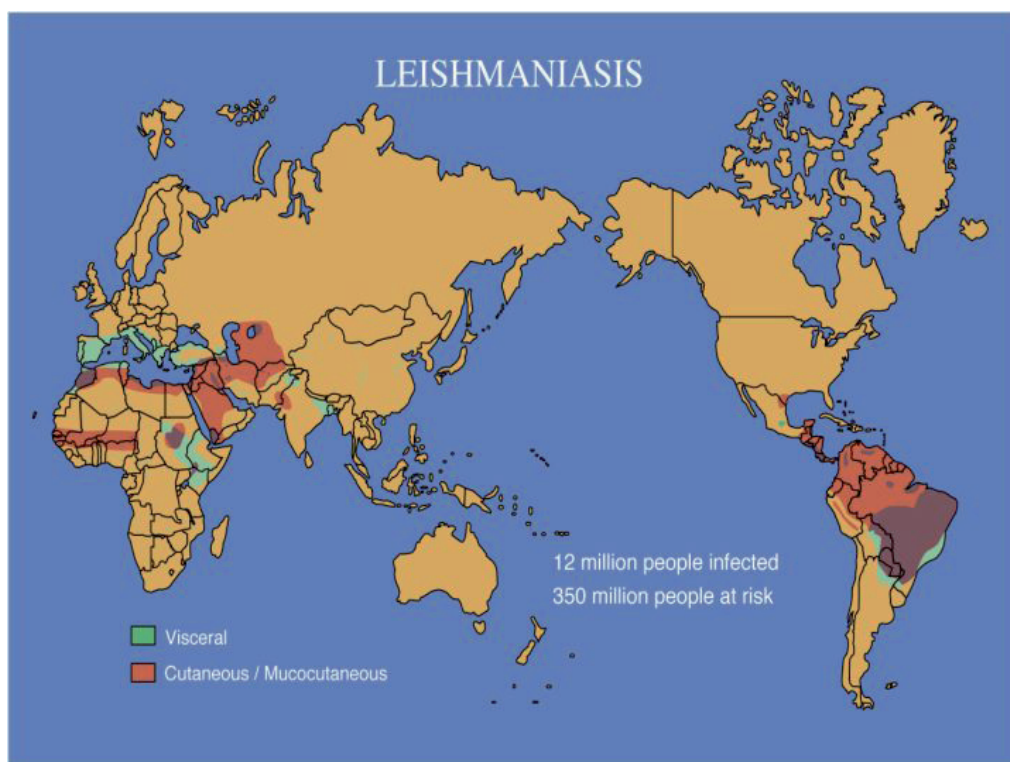 LEISHMANIASIS
12 million people infected
350 million people at risk
Visceral
Cutaneous / Mucocutaneous